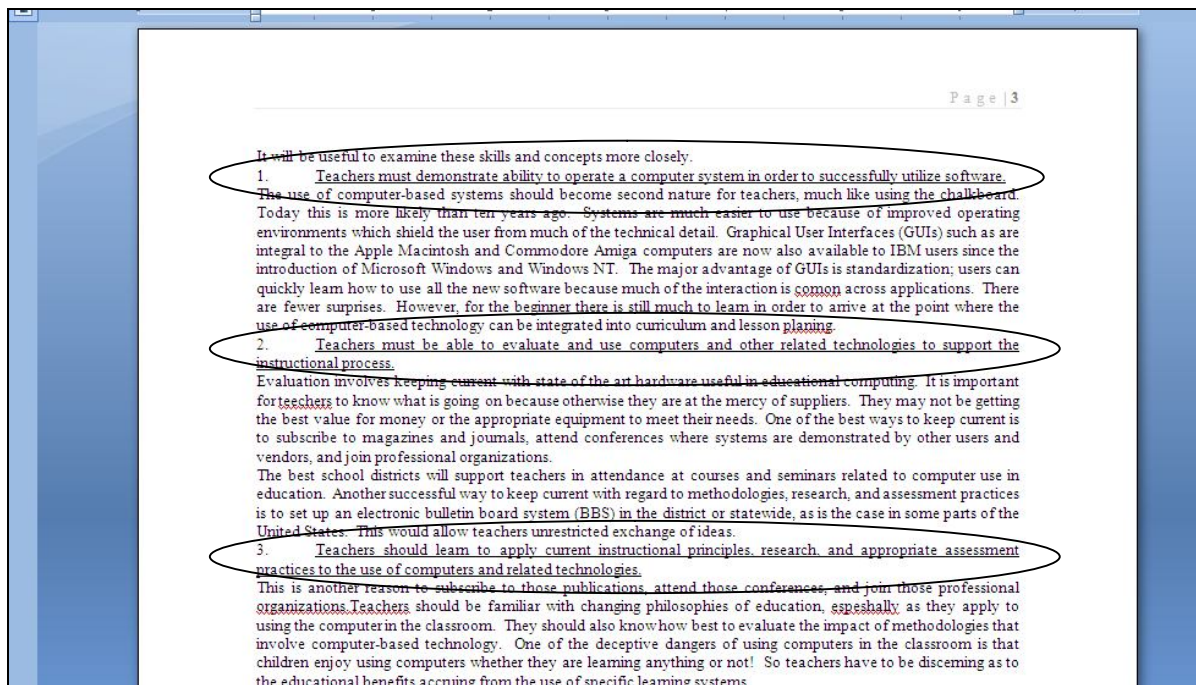 Page | 3
It will be useful to examine these skills and concepts more closely.
1. Teachers must demonstrate ability to operate a computer system in order to successfully utilize software.
The use of computer-based systems should become second nature for teachers, much like using the chalkboard.
Today this is more likely than ten years ago. Systems are much easier to use because of improved operating
environments which shield the user from much of the technical detail. Graphical User Interfaces (GUIs) such as are
integral to the Apple Macintosh and Commodore Amiga computers are now also available to IBM users since the
introduction of Microsoft Windows and Windows NT. The major advantage of GUIs is standardization; users can
quickly learn how to use all the new software because much of the interaction is comon across applications. There
are fewer surprises. However, for the beginner there is still much to learn in order to arrive at the point where the
use of computer-based technology can be integrated into curriculum and lesson planing.
2. Teachers must be able to evaluate and use computers and other related technologies to support the
instructional process.
Evaluation involves keeping current with state of the art hardware useful in educational computing. It is important
for teechers to know what is going on because otherwise they are at the mercy of suppliers. They may not be getting
the best value for money or the appropriate equipment to meet their needs. One of the best ways to keep current is
to subscribe to magazines and journals, attend conferences where systems are demonstrated by other users and
vendors, and join professional organizations.
The best school districts will support teachers in attendance at courses and seminars related to computer use in
education. Another successful way to keep current with regard to methodologies, research, and assessment practices
is to set up an electronic bulletin board system (BBS) in the district or statewide, as is the case in some parts of the
United States. This would allow teachers unrestricted exchange of ideas.
3. Teachers should learn to apply current instructional principles, research, and appropriate assessment
practices to the use of computers and related technologies.
This is another reason to subscribe to those publications, attend those conferences, and join those professional
organizations.Teachers should be familiar with changing philosophies of education, espeshally as they apply to
using the computer in the classroom. They should also know how best to evaluate the impact of methodologies that
involve computer-based technology. One of the deceptive dangers of using computers in the classroom is that
children enjoy using computers whether they are learning anything or not! So teachers have to be discerning as to
the educational benefits accruing from the use of specific learning systems.